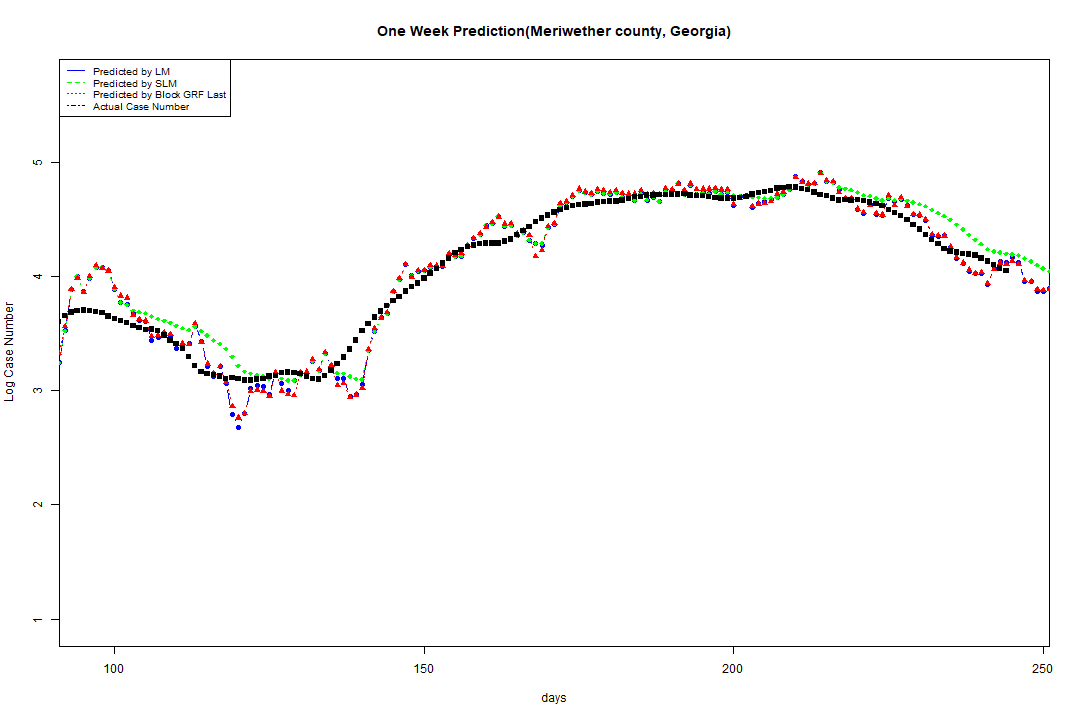 One Week Prediction(Meriwether county, Georgia)
Predicted by LM
Predicted by SLM
Predicted by Block GRF Last
Actual Case Number
5
4
3
2
1
Log Case Number
100 150 200 250
days